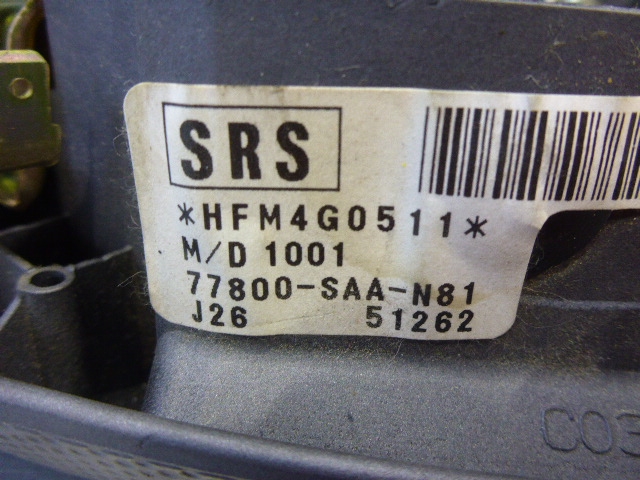 SRS
*HFM4G0511*
M/D 1001
77800-SAA-N81
J26 51262
C03